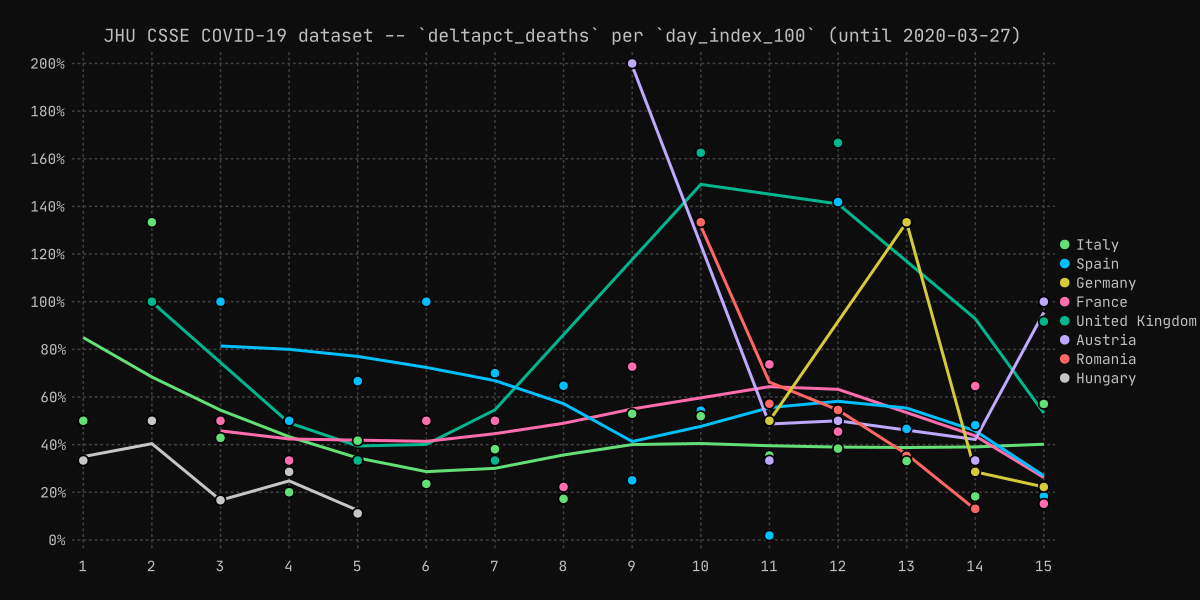 JHU CSSE COVID-19 dataset -- `deltapct_deaths` per `day_index_100` (until 2020-03-27)
200%
180%
160%
140%
120%
100%
80%
60%
40%
20%
0%
1 2 3 4 5 6 7 8 9 10 11 12 13 14 15
Italy
Spain
Germany
France
United Kingdom
Austria
Romania
Hungary